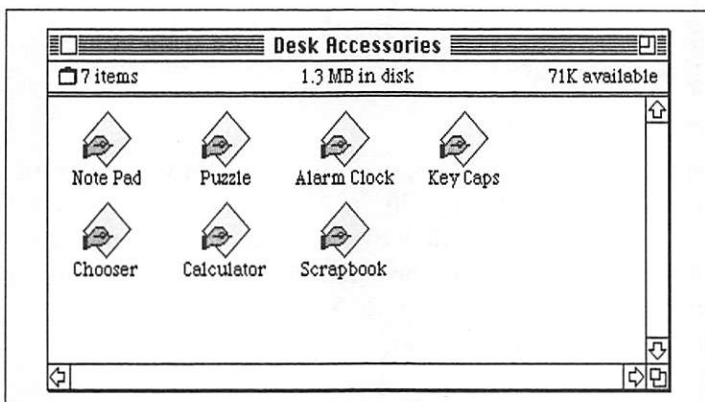 Desk Accessories
7 items 1.3 MB in disk 71K available
Note Pad Puzzle Alarm Clock Key Caps
Chooser Calculator Scrapbook